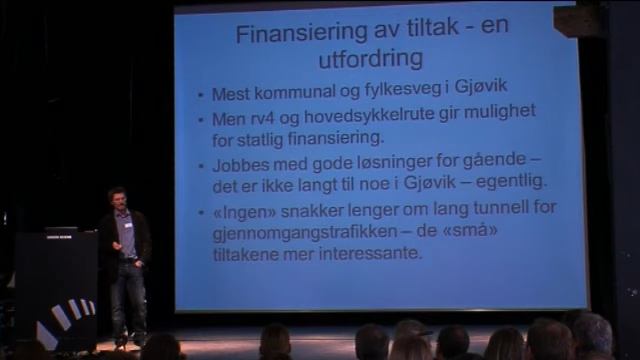 Finansiering av tiltak - en
utfordring
• Mest kommunal og fylkesveg i Gjøvik
• Men rv4 og hovedsykkelrute gir mulighet
for statlig finansiering.
• Jobbes med gode løsninger for gående –
det er ikke langt til noe i Gjøvik – egentlig.
• «Ingen» snakker lenger om lang tunnell for
gjennomgangstrafikken – de «små»
tiltakene mer interessante.